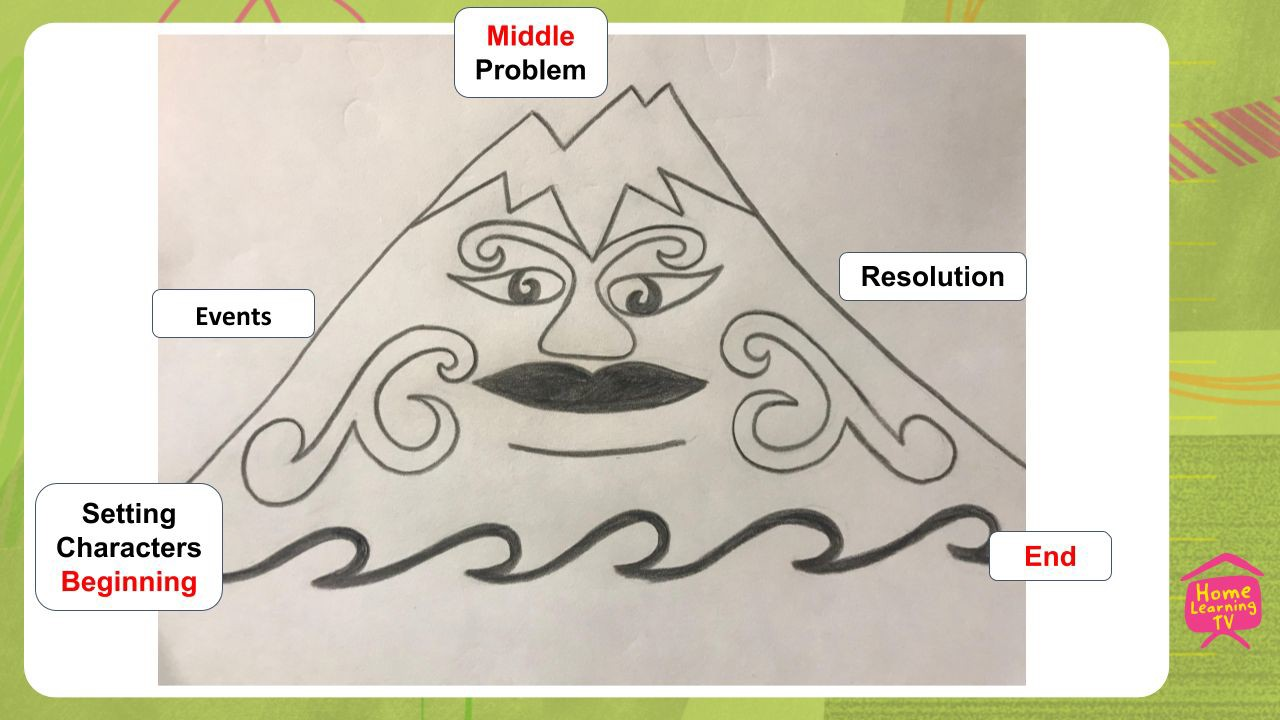 Middle
Problem
Resolution
Events
Setting
Characters
Beginning
End
Home
Learning
TV